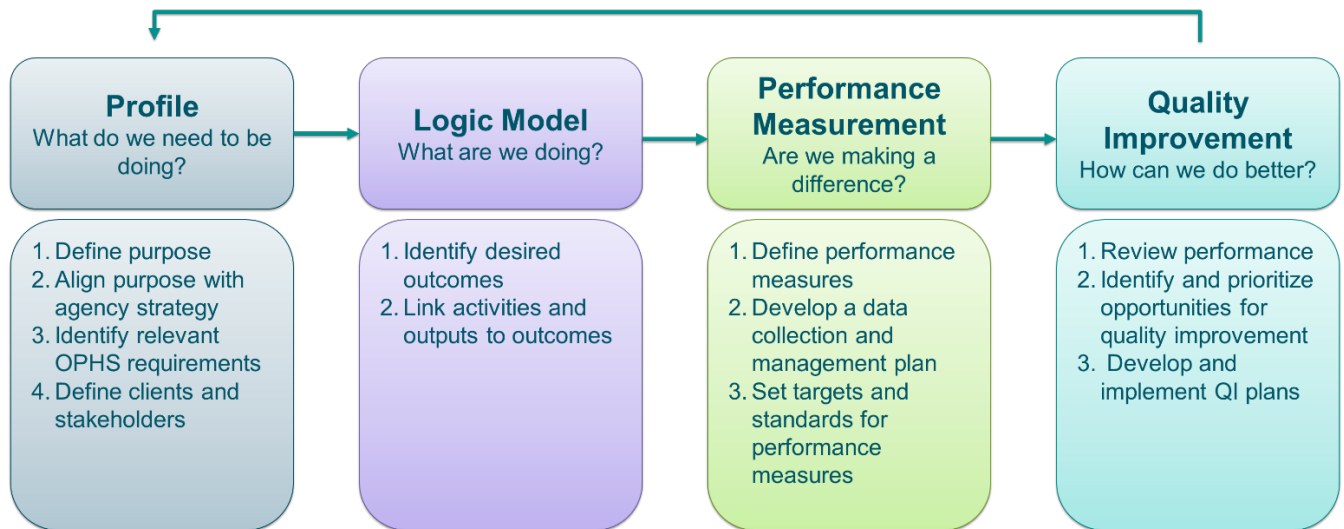 Profile
What do we need to be
doing?
Logic Model
What are we doing?
Performance
Measurement
Are we making a
difference?
Quality
Improvement
How can we do better?
1. Define purpose
2. Align purpose with
agency strategy
3. Identify relevant
OPHS requirements
4. Define clients and
stakeholders
1. Identify desired
outcomes
2. Link activities and
outputs to outcomes
1. Define performance
measures
2. Develop a data
collection and
management plan
3. Set targets and
standards for
performance
measures
1. Review performance
2. Identify and prioritize
opportunities for
quality improvement
3. Develop and
implement QI plans